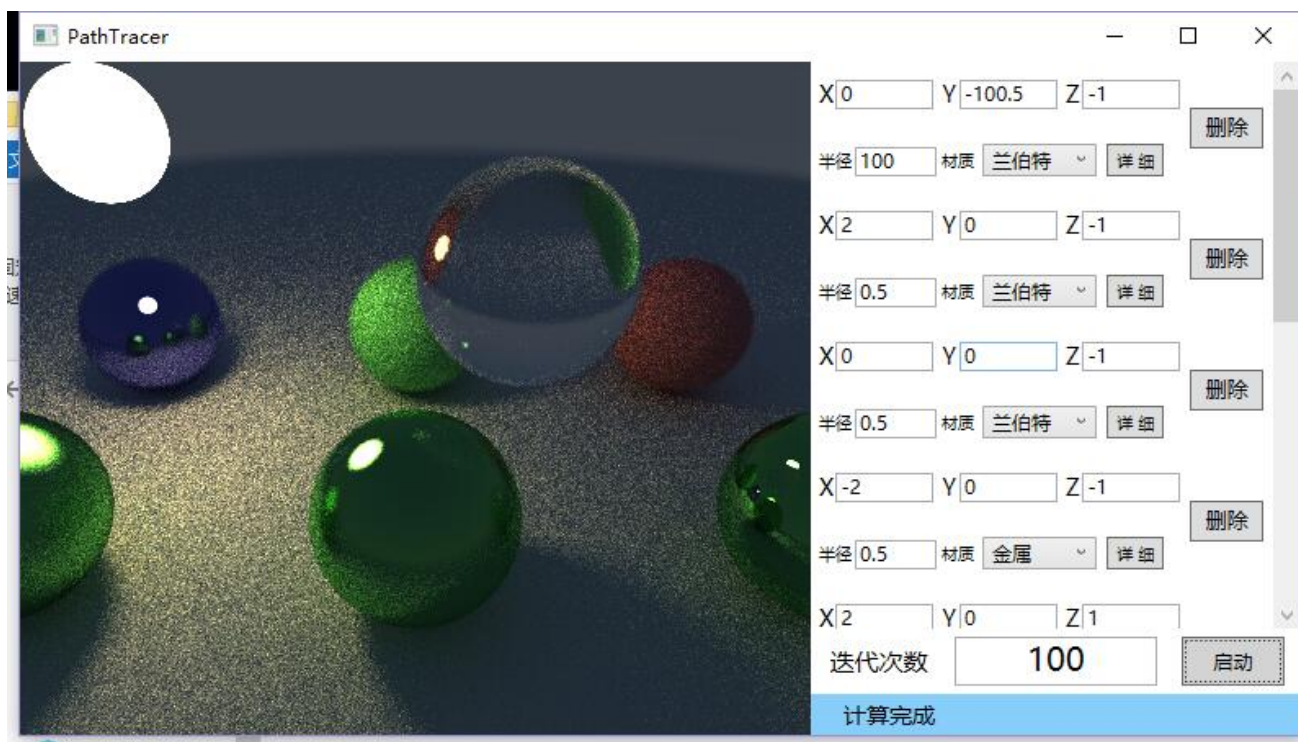 PathTracer
X 0 Y -100.5 Z -1
删除
半径 100 材质 兰伯特 详细
X 2 Y 0 Z -1
删除
半径 0.5 材质 兰伯特 详细
X 0 Y 0 Z -1
删除
半径 0.5 材质 兰伯特 详细
X -2 Y 0 Z -1
删除
半径 0.5 材质 金属 详细
X 2 Y 0 Z 1
迭代次数 100 启动
计算完成